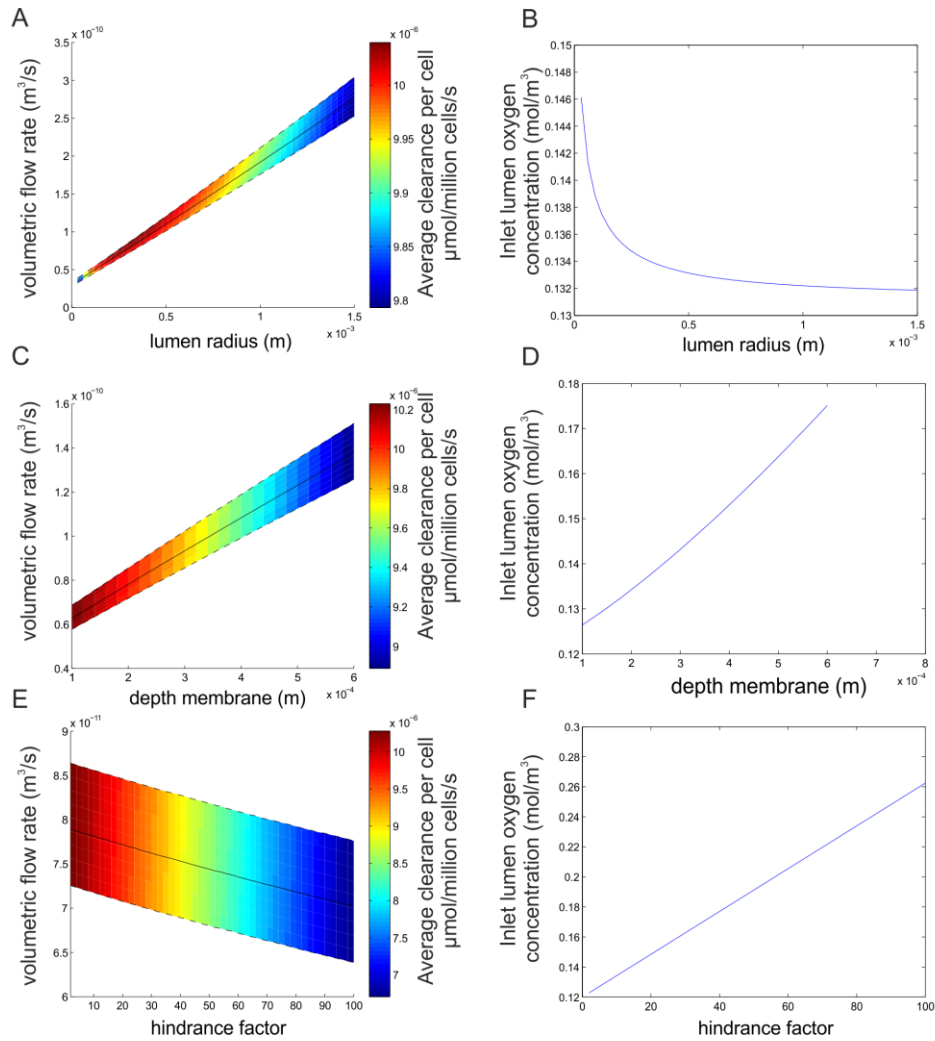 A
x 10⁻¹⁰
3.5
3
2.5
2
1.5
1
0.5
0
0
0.5
1
1.5
x 10⁻³
volumetric flow rate (m³/s)
lumen radius (m)
x 10⁻⁶
10
9.95
9.9
9.85
9.8
Average clearance per cell
µmol/million cells/s
B
0.15
0.148
0.146
0.144
0.142
0.14
0.138
0.136
0.134
0.132
0.13
0
0.5
1
1.5
x 10⁻³
Inlet lumen oxygen
concentration (mol/m³)
lumen radius (m)
C
x 10⁻¹⁰
1.6
1.4
1.2
1
0.8
0.6
0.4
1
2
3
4
5
6
x 10⁻⁴
volumetric flow rate (m³/s)
depth membrane (m)
x 10⁻⁶
10.2
10
9.8
9.6
9.4
9.2
9
Average clearance per cell
µmol/million cells/s
D
0.18
0.17
0.16
0.15
0.14
0.13
0.12
1
2
3
4
5
6
7
8
x 10⁻⁴
Inlet lumen oxygen
concentration (mol/m³)
depth membrane (m)
E
x 10⁻¹¹
9
8.5
8
7.5
7
6.5
6
10
20
30
40
50
60
70
80
90
100
volumetric flow rate (m³/s)
hindrance factor
x 10⁻⁶
10
9.5
9
8.5
8
7.5
7
Average clearance per cell
µmol/million cells/s
F
0.3
0.28
0.26
0.24
0.22
0.2
0.18
0.16
0.14
0.12
0
20
40
60
80
100
Inlet lumen oxygen
concentration (mol/m³)
hindrance factor